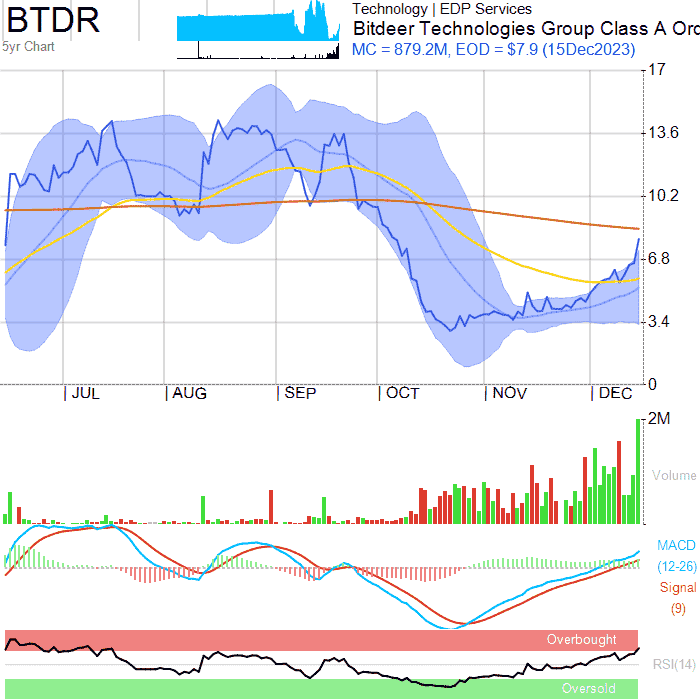 BTDR
5yr Chart
Technology | EDP Services
Bitdeer Technologies Group Class A Ord
MC = 879.2M, EOD = $7.9 (15Dec2023)
17
13.6
10.2
6.8
3.4
0
JUL AUG SEP OCT NOV DEC
2M
Volume
MACD
(12-26)
Signal
(9)
Overbought
RSI(14)
Oversold